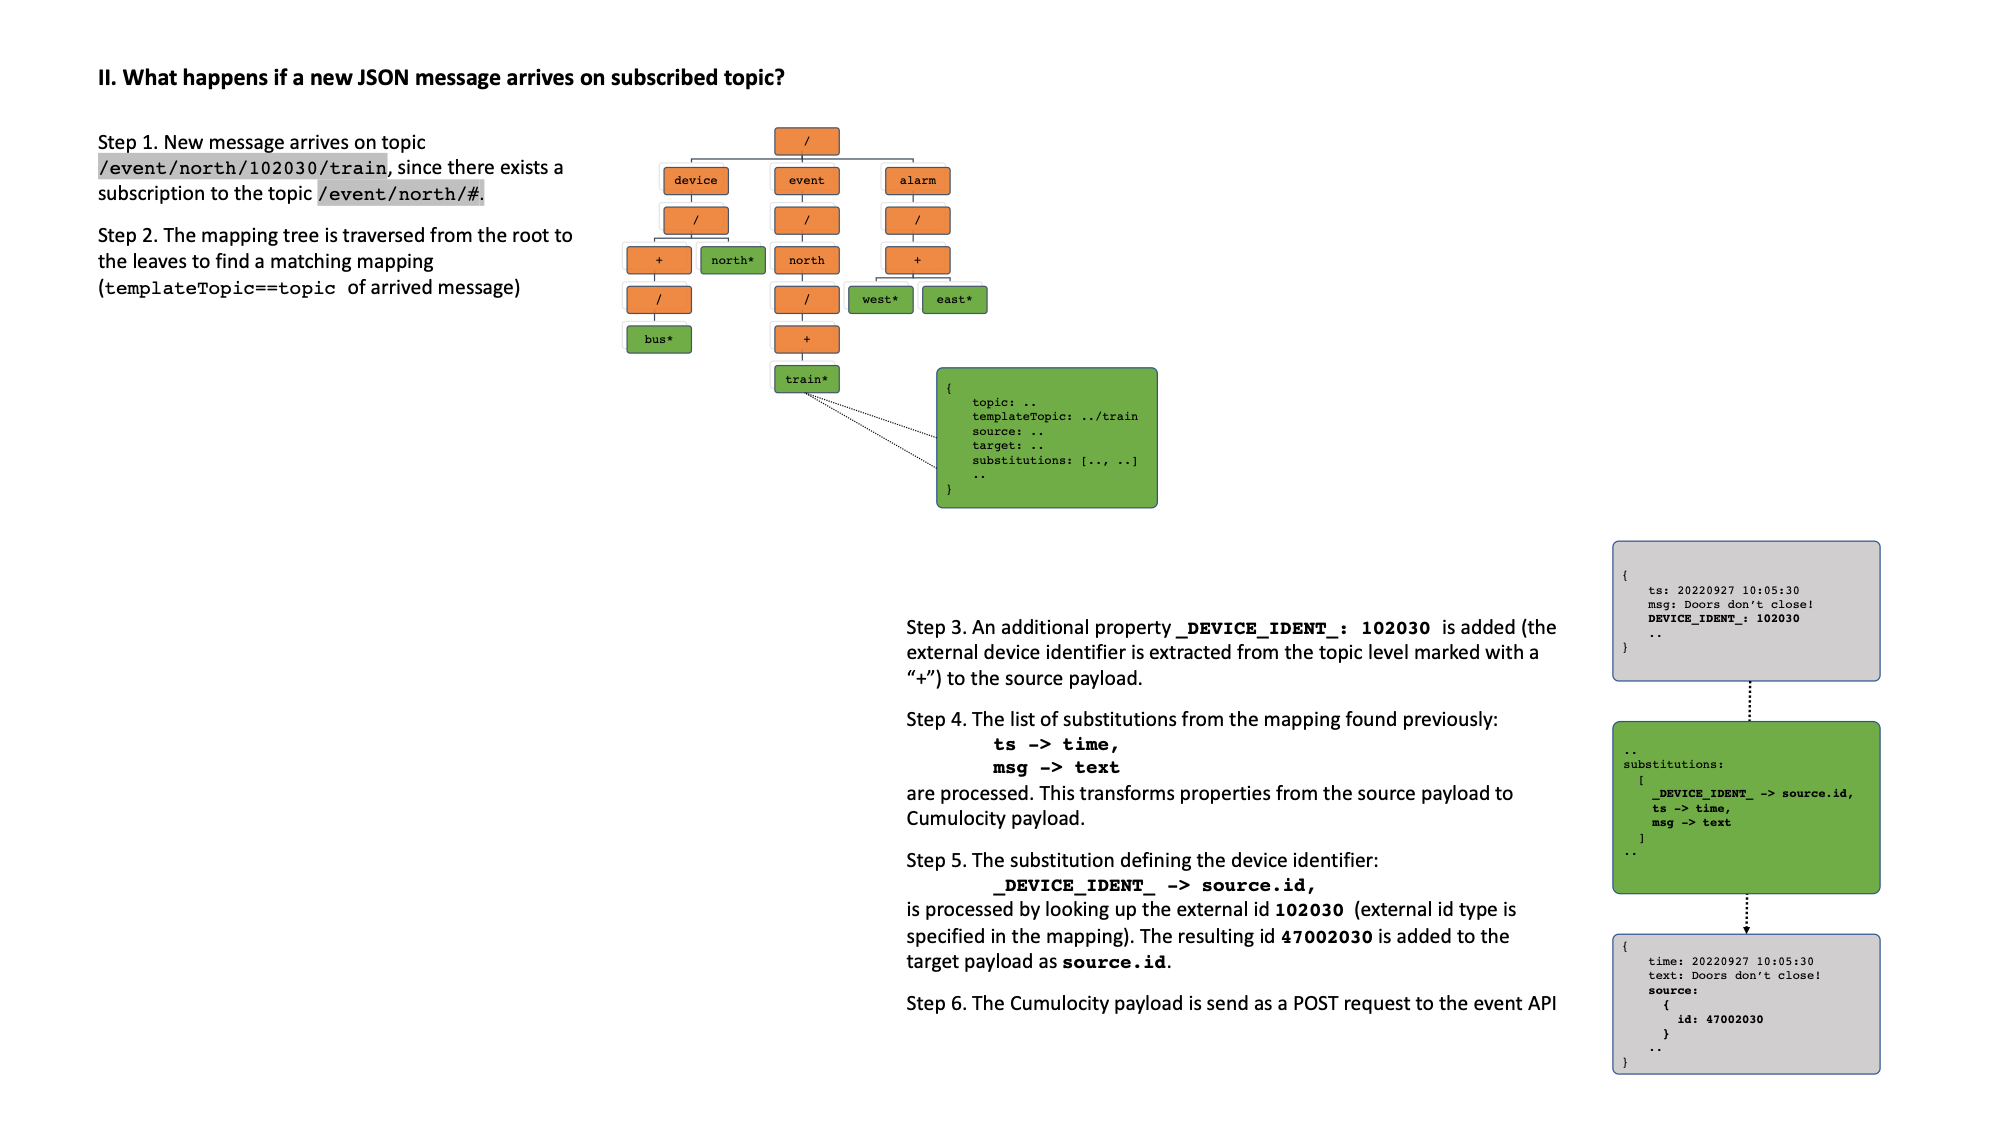 II. What happens if a new JSON message arrives on subscribed topic?
Step 1. New message arrives on topic
/event/north/102030/train, since there exists a
subscription to the topic /event/north/#.
Step 2. The mapping tree is traversed from the root to
the leaves to find a matching mapping
(templateTopic==topic of arrived message)
/
device event alarm
/ / /
+ north* north +
/ / west* east*
bus* +
train*
{
topic: ..
templateTopic: ../train
source: ..
target: ..
substitutions: [.., ..]
..
}
Step 3. An additional property _DEVICE_IDENT_: 102030 is added (the
external device identifier is extracted from the topic level marked with a
“+”) to the source payload.
Step 4. The list of substitutions from the mapping found previously:
ts -> time,
msg -> text
are processed. This transforms properties from the source payload to
Cumulocity payload.
Step 5. The substitution defining the device identifier:
_DEVICE_IDENT_ -> source.id,
is processed by looking up the external id 102030 (external id type is
specified in the mapping). The resulting id 47002030 is added to the
target payload as source.id.
Step 6. The Cumulocity payload is send as a POST request to the event API
{
ts: 20220927 10:05:30
msg: Doors don’t close!
DEVICE_IDENT_: 102030
..
}
..
substitutions:
[
_DEVICE_IDENT_ -> source.id,
ts -> time,
msg -> text
]
..
{
time: 20220927 10:05:30
text: Doors don’t close!
source:
{
id: 47002030
}
..
}